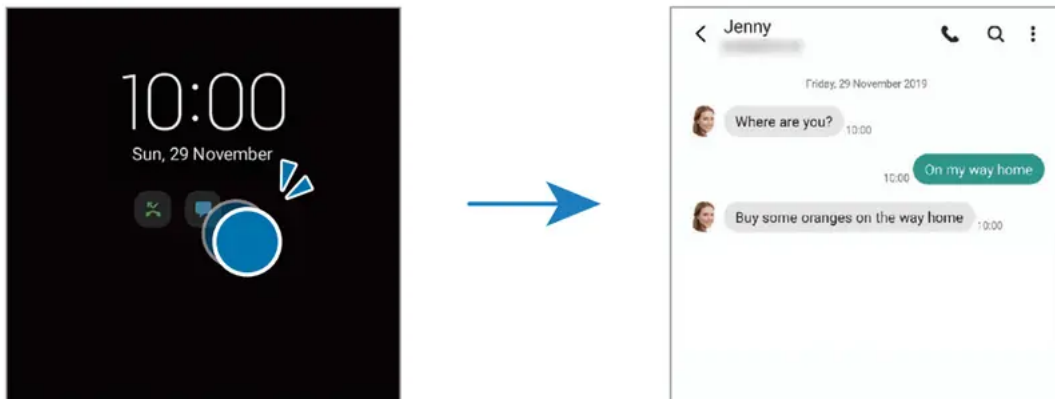 10:00
Sun, 29 November
Jenny
Friday, 29 November 2019
Where are you? 10:00
10:00 On my way home
Buy some oranges on the way home 10:00